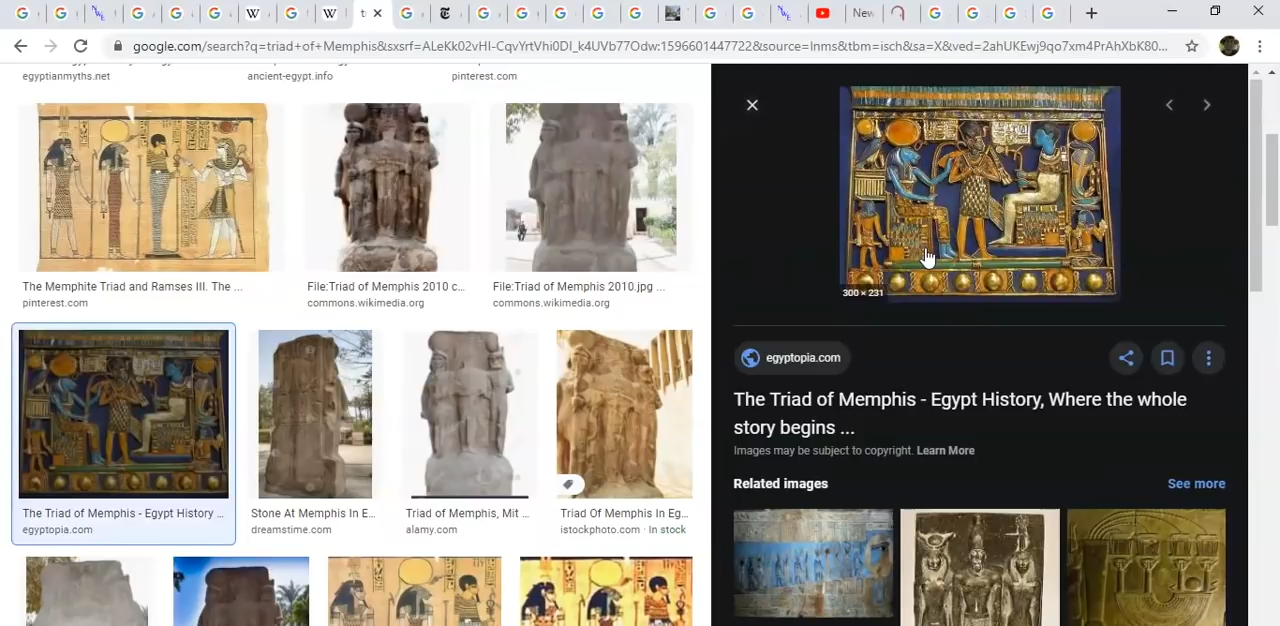 New
google.com/search?q=triad+of+Memphis&sxsrf=ALeKk02vHI-CqvYrtVhi0DI_k4UVb77Odw:1596601447722&source=lnms&tbm=isch&sa=X&ved=2ahUKEwj9qo7xm4PrAhXbK80...
egyptianmyths.net
ancient-egypt.info
pinterest.com
300 × 231
The Memphite Triad and Ramses III. The ...
File:Triad of Memphis 2010 c...
File:Triad of Memphis 2010.jpg ...
pinterest.com
commons.wikimedia.org
commons.wikimedia.org
egyptopia.com
The Triad of Memphis - Egypt History, Where the whole
story begins ...
Images may be subject to copyright. Learn More
Related images
See more
The Triad of Memphis - Egypt History ...
Stone At Memphis In E...
Triad of Memphis, Mit ...
Triad Of Memphis In Eg...
egyptopia.com
dreamstime.com
alamy.com
istockphoto.com · In stock